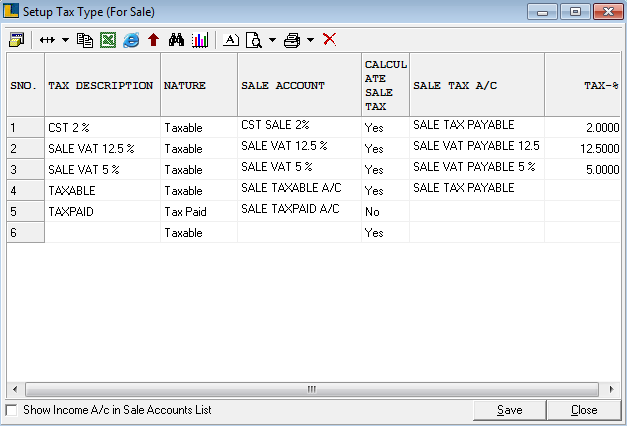 Setup Tax Type (For Sale)
SNO. TAX DESCRIPTION NATURE SALE ACCOUNT CALCUL ATE SALE TAX SALE TAX A/C TAX-%
1 CST 2 % Taxable CST SALE 2% Yes SALE TAX PAYABLE 2.0000
2 SALE VAT 12.5 % Taxable SALE VAT 12.5 % Yes SALE VAT PAYABLE 12.5 12.5000
3 SALE VAT 5 % Taxable SALE VAT 5 % Yes SALE VAT PAYABLE 5 % 5.0000
4 TAXABLE Taxable SALE TAXABLE A/C Yes SALE TAX PAYABLE
5 TAXPAID Tax Paid SALE TAXPAID A/C No
6 Taxable Yes
Show Income A/c in Sale Accounts List Save Close